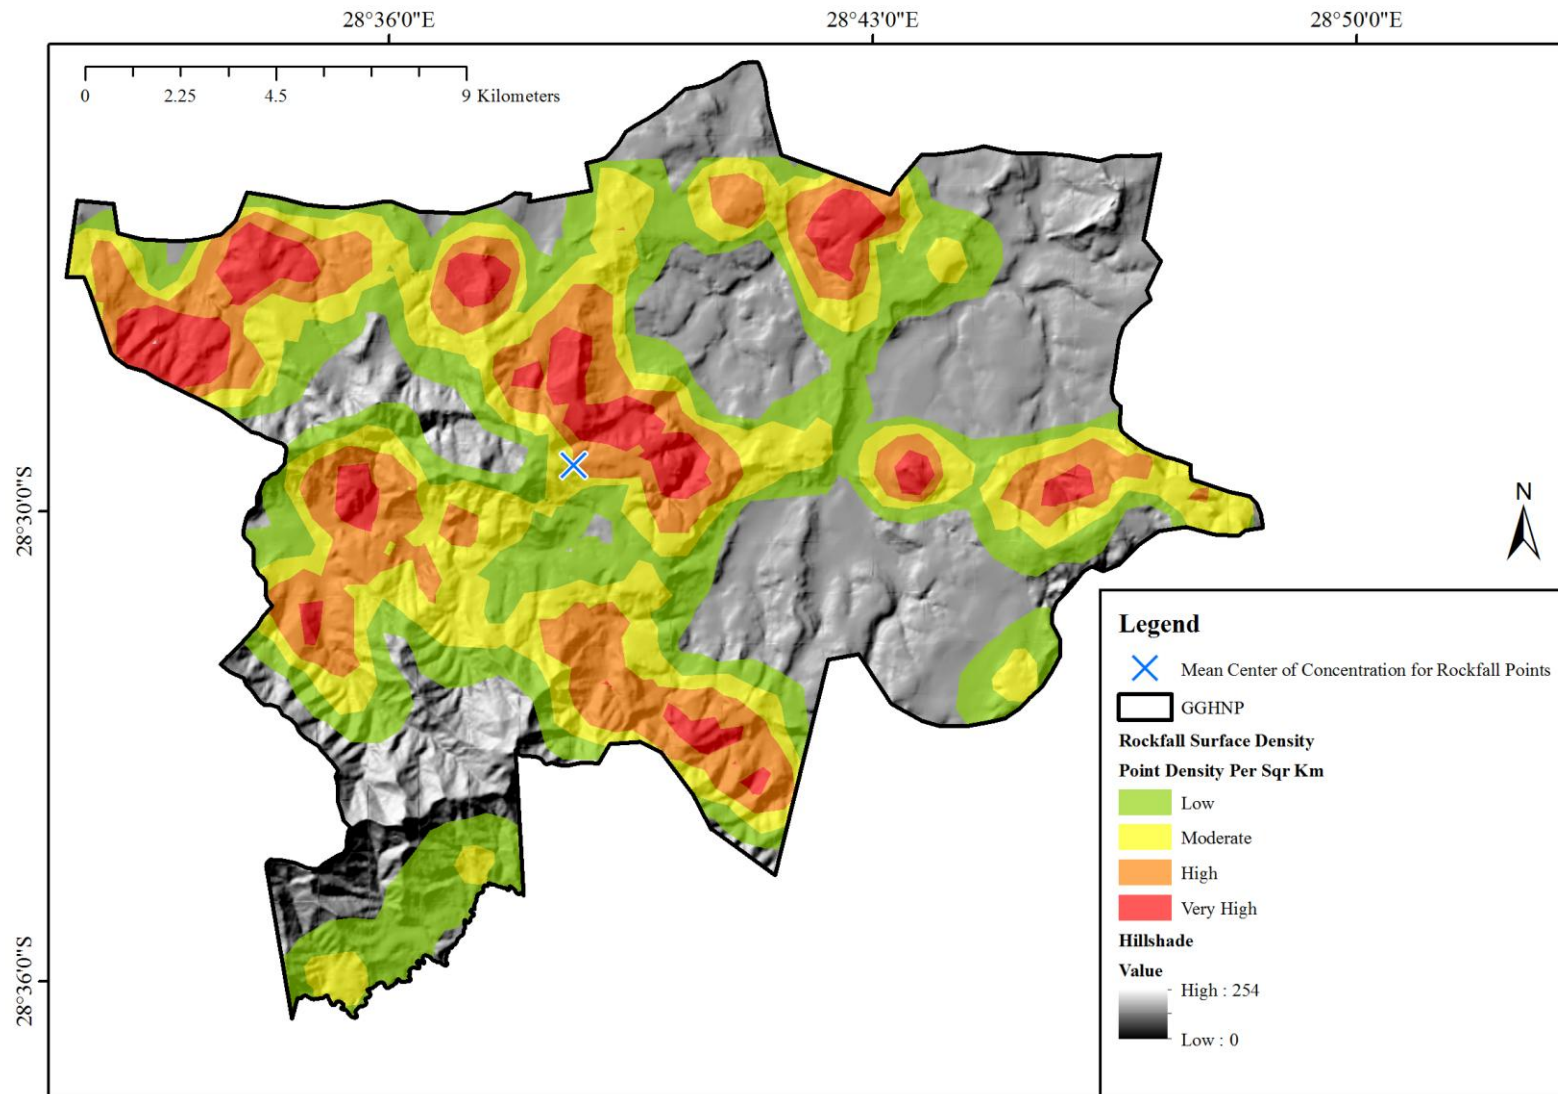 28°36'0"E
28°43'0"E
28°50'0"E
0
2.25
4.5
9 Kilometers
28°30'0"S
28°36'0"S
N
Legend
Mean Center of Concentration for Rockfall Points
GGHNP
Rockfall Surface Density
Point Density Per Sqr Km
Low
Moderate
High
Very High
Hillshade
Value
High : 254
Low : 0